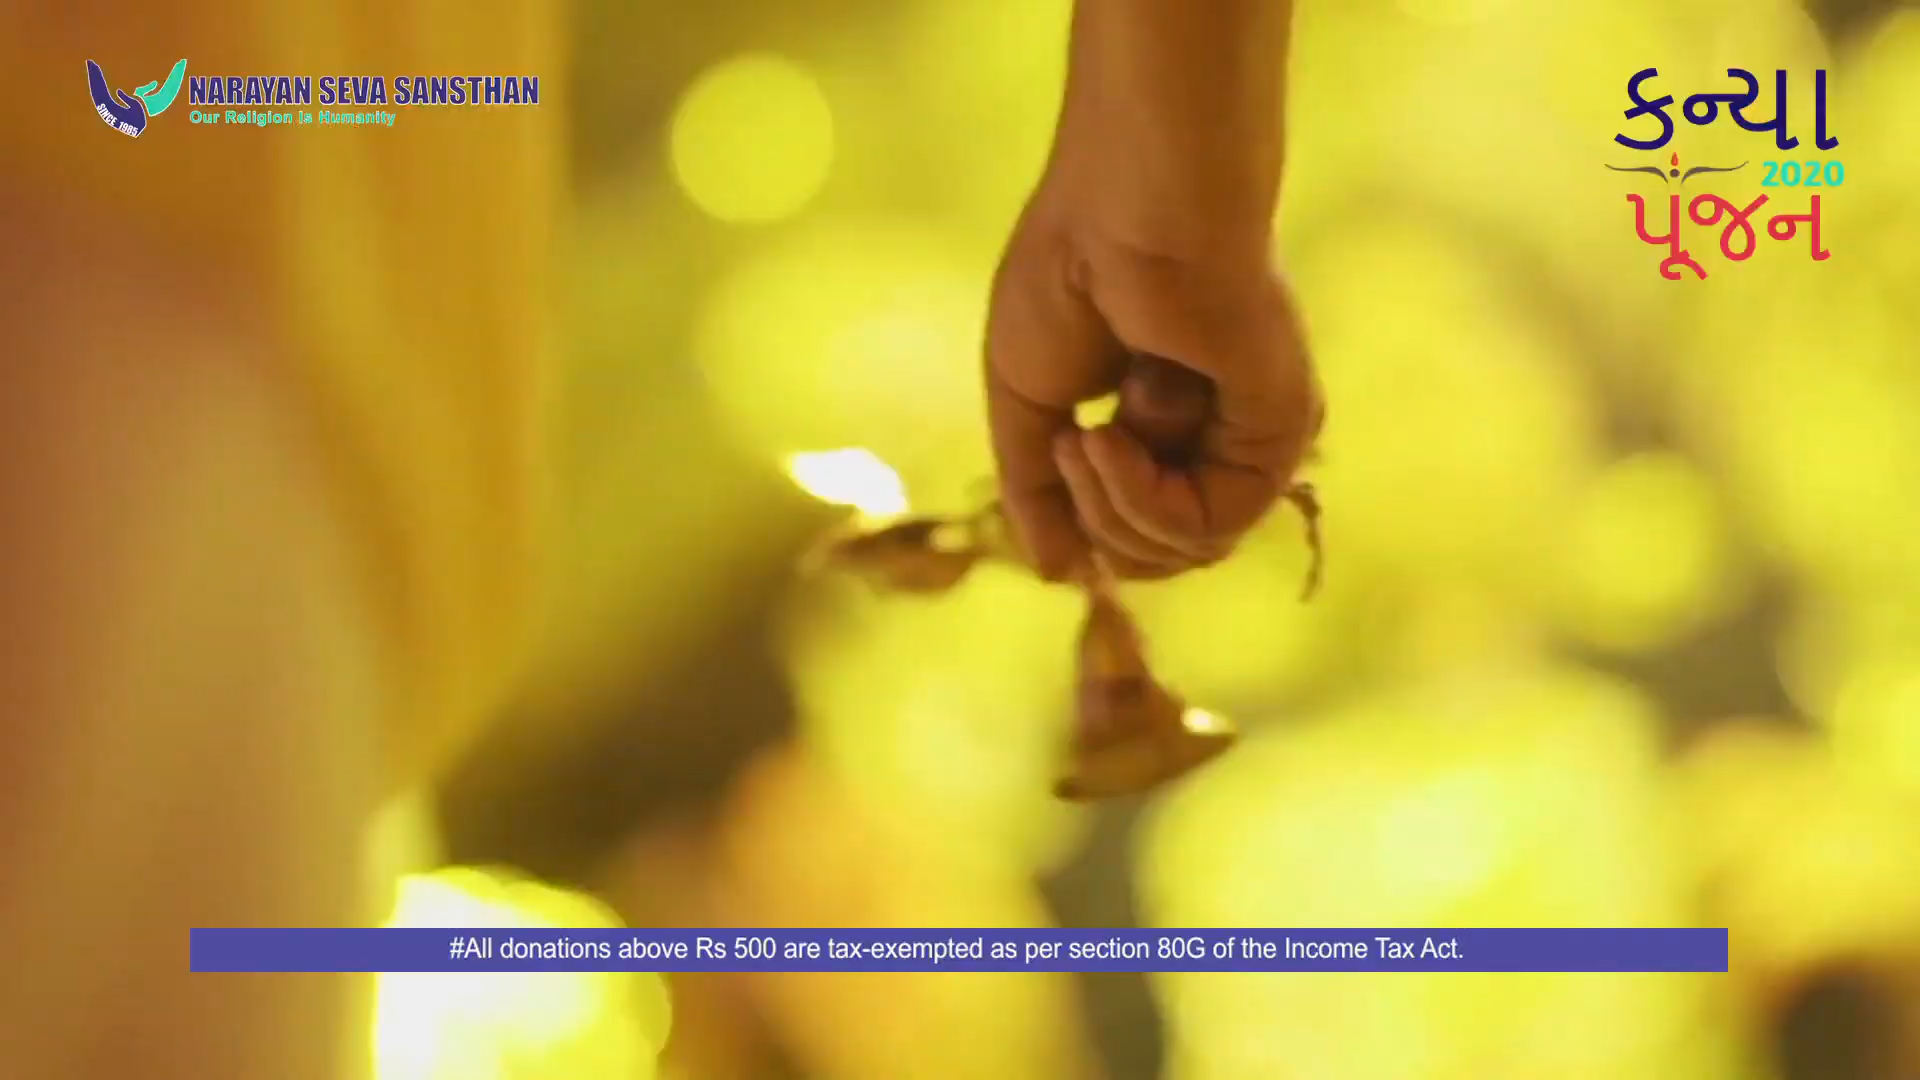 NARAYAN SEVA SANSTHAN
Our Religion Is Humanity
SINCE 1985
કન્યા
2020
પૂજન
#All donations above Rs 500 are tax-exempted as per section 80G of the Income Tax Act.